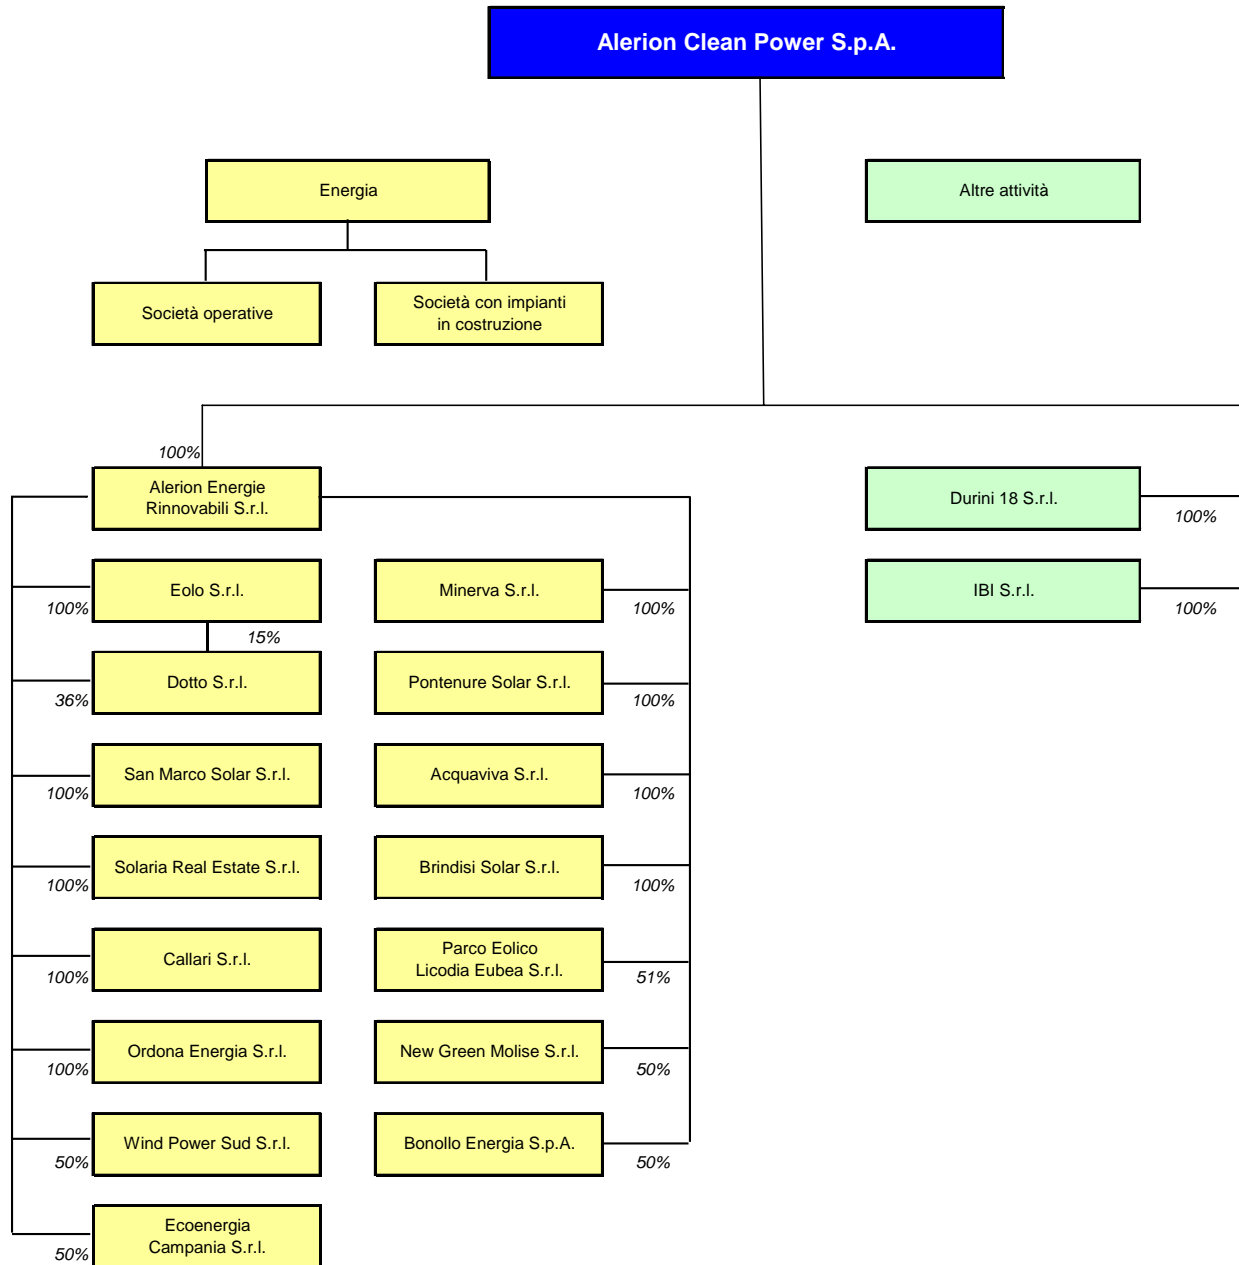 Alerion Clean Power S.p.A.
Energia
Altre attività
Società operative
Società con impianti
in costruzione
100%
Alerion Energie
Rinnovabili S.r.l.
Durini 18 S.r.l.
100%
Eolo S.r.l.
100%
Minerva S.r.l.
100%
IBI S.r.l.
100%
15%
Dotto S.r.l.
36%
Pontenure Solar S.r.l.
100%
San Marco Solar S.r.l.
100%
Acquaviva S.r.l.
100%
Solaria Real Estate S.r.l.
100%
Brindisi Solar S.r.l.
100%
Callari S.r.l.
100%
Parco Eolico
Licodia Eubea S.r.l.
51%
Ordona Energia S.r.l.
100%
New Green Molise S.r.l.
50%
Wind Power Sud S.r.l.
50%
Bonollo Energia S.p.A.
50%
Ecoenergia
Campania S.r.l.
50%